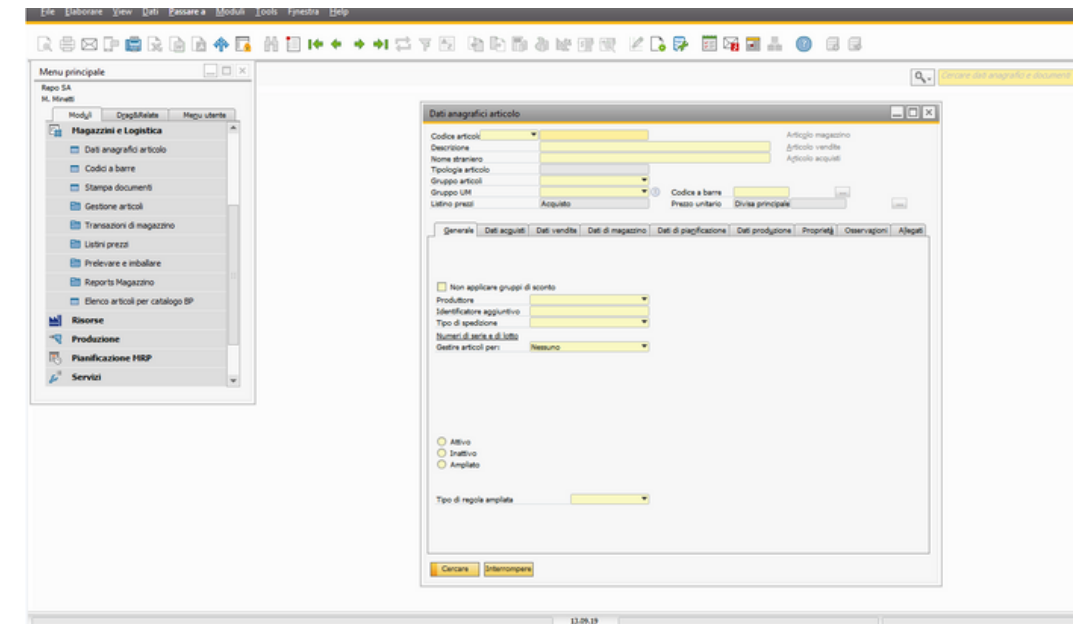 File Elaborare View Dati Passare a Moduli Tools Finestra Help
Cercare dati anagrafici e documenti
Menu principale
Repo SA
M. Minetti
Moduli Drag&Relate Menu utente
Magazzini e Logistica
Dati anagrafici articolo
Codici a barre
Stampa documenti
Gestione articoli
Transazioni di magazzino
Listini prezzi
Prelevare e imballare
Reports Magazzino
Elenco articoli per catalogo BP
Risorse
Produzione
Pianificazione MRP
Servizi
Dati anagrafici articolo
Codice articolo
Articolo magazzino
Descrizione
Articolo vendite
Nome straniero
Articolo acquisti
Tipologia articolo
Gruppo articoli
Gruppo UM
Codice a barre
Listino prezzi Acquisto
Prezzo unitario Divisa principale
Generale Dati acquisti Dati vendite Dati di magazzino Dati di pianificazione Dati produzione Proprietà Osservazioni Allegati
Non applicare gruppi di sconto
Produttore
Identificatore aggiuntivo
Tipo di spedizione
Numeri di serie e di lotto
Gestire articoli per: Nessuno
Attivo
Inattivo
Ampliato
Tipo di regole ampliata
Cercare Interrompere
13.09.19